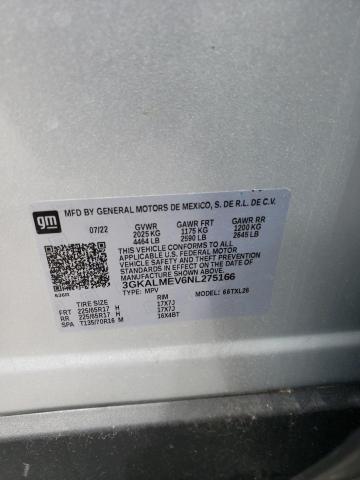 gm
MFD BY GENERAL MOTORS DE MEXICO, S. DE R.L. DE C.V.
07/22 GVWR GAWR FRT GAWR RR
2025 KG 1175 KG 1200 KG
4464 LB 2590 LB 2645 LB
THIS VEHICLE CONFORMS TO ALL
APPLICABLE U.S. FEDERAL MOTOR
VEHICLE SAFETY, BUMPER, AND THEFT
PREVENTION STANDARDS IN EFFECT ON THE
DATE OF MANUFACTURE SHOWN ABOVE.
3GKALMEV6NL275166
TYPE: MPV MODEL: 66TXL26
TIRE SIZE RIM
FRT 225/65R17 H 17X7J
RR 225/65R17 H 17X7J
SPA T135/70R16 M 16X4BT